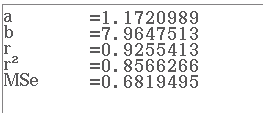 a =1.1720989
b =7.9647513
r =0.9255413
r² =0.8566266
MSe =0.6819495